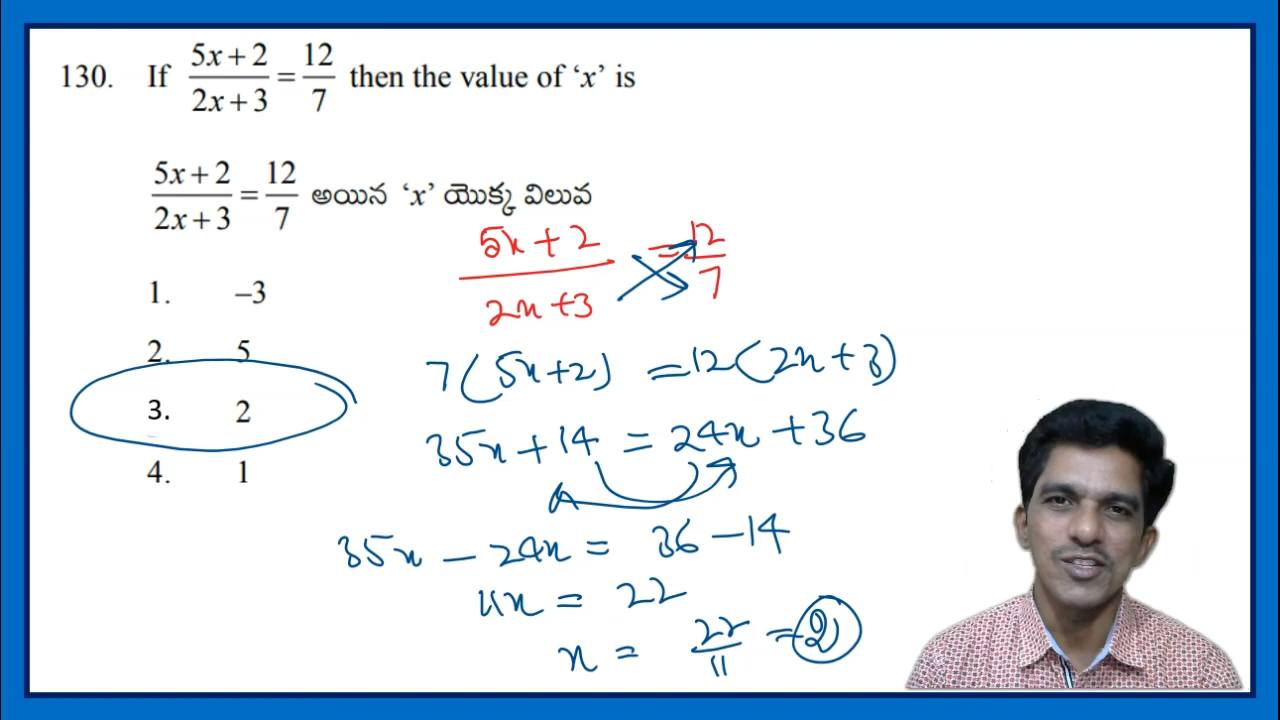 130. If (5x + 2)/(2x + 3) = 12/7 then the value of ‘x’ is
(5x + 2)/(2x + 3) = 12/7 అయిన ‘x’ యొక్క విలువ
1. –3
2. 5
3. 2
4. 1
(5x + 2)/(2x + 3) = 12/7
7(5x+2) = 12(2x+3)
35x + 14 = 24x + 36
35x – 24x = 36 – 14
11x = 22
x = 22/11 = 2